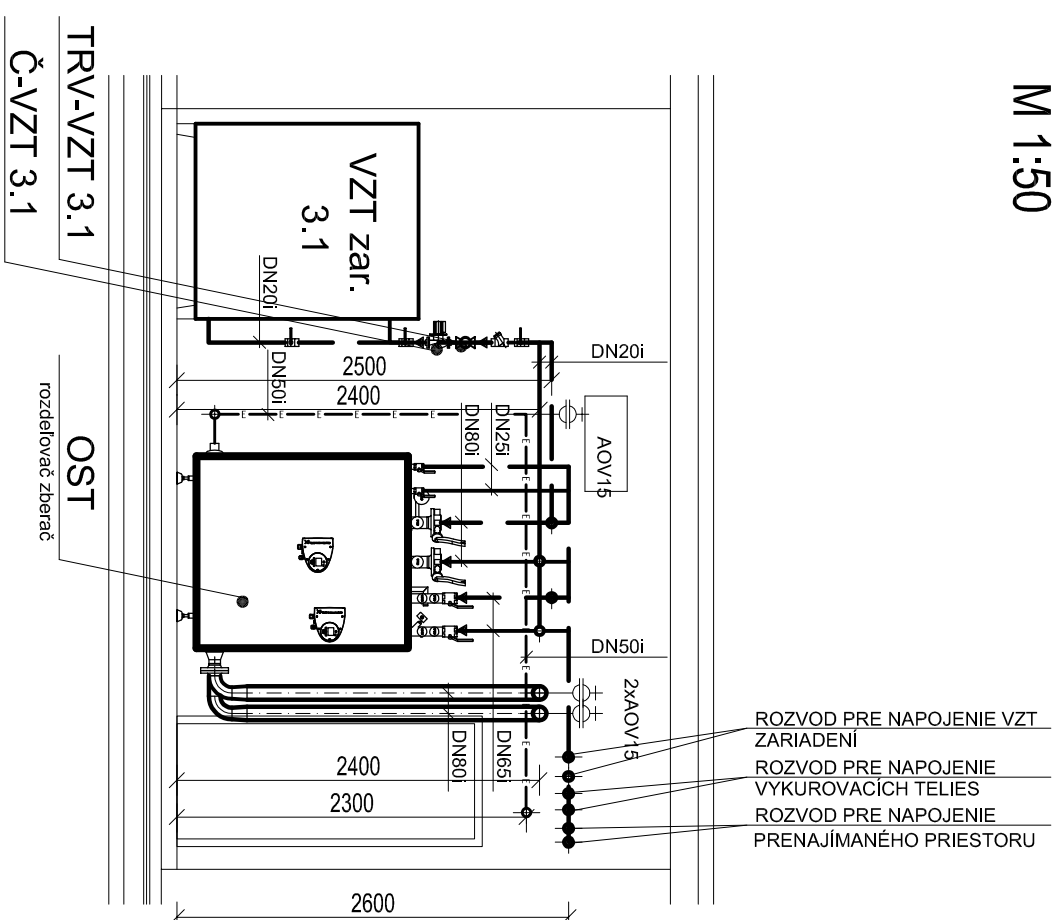 M 1:50
TRV-VZT 3.1
Č-VZT 3.1
VZT zar.
3.1
DN20i
DN50i
2500
2400
DN20i
AOV15
DN25i
DN80i
OST
rozdeľovač zberač
DN50i
2xAOV15
DN65i
DN80i
2400
2300
2600
ROZVOD PRE NAPOJENIE VZT
ZARIADENÍ
ROZVOD PRE NAPOJENIE
VYKUROVACÍCH TELIES
ROZVOD PRE NAPOJENIE
PRENAJÍMANÉHO PRIESTORU
E E E E E
E E E E E E E